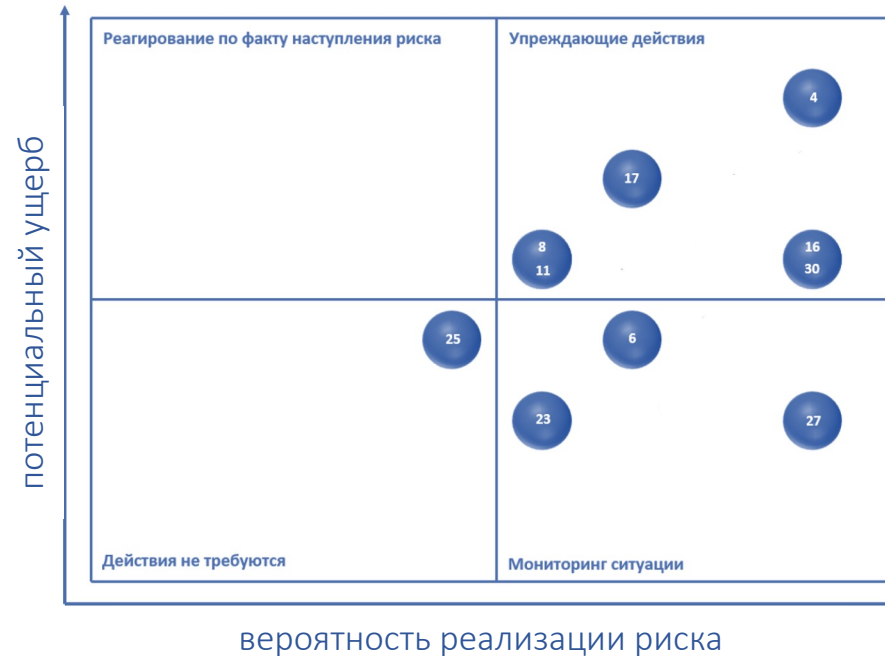 Реагирование по факту наступления риска
Упреждающие действия
4
17
8
11
16
30
25
6
23
27
Действия не требуются
Мониторинг ситуации
потенциальный ущерб
вероятность реализации риска